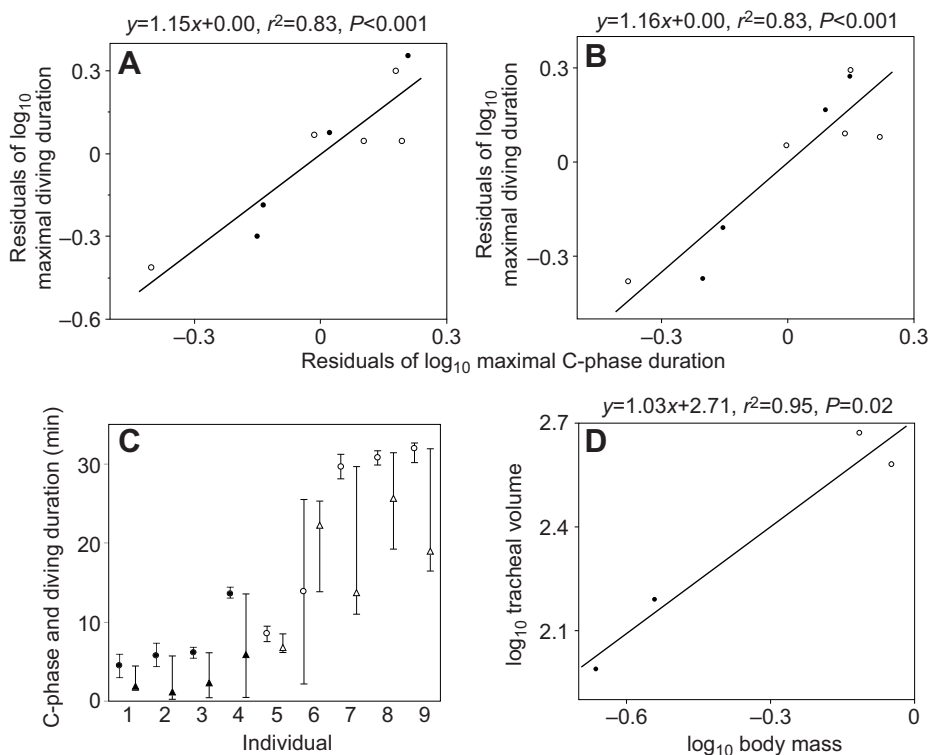 y=1.15x+0.00, r²=0.83, P<0.001
A
0.3
0
–0.3
–0.6
–0.3
0
0.3
Residuals of log₁₀
maximal diving duration
y=1.16x+0.00, r²=0.83, P<0.001
B
0.3
0
–0.3
–0.3
0
0.3
Residuals of log₁₀
maximal diving duration
Residuals of log₁₀ maximal C-phase duration
C
30
20
10
0
1 2 3 4 5 6 7 8 9
Individual
C-phase and diving duration (min)
y=1.03x+2.71, r²=0.95, P=0.02
D
2.7
2.4
2.1
–0.6
–0.3
0
log₁₀ body mass
log₁₀ tracheal volume